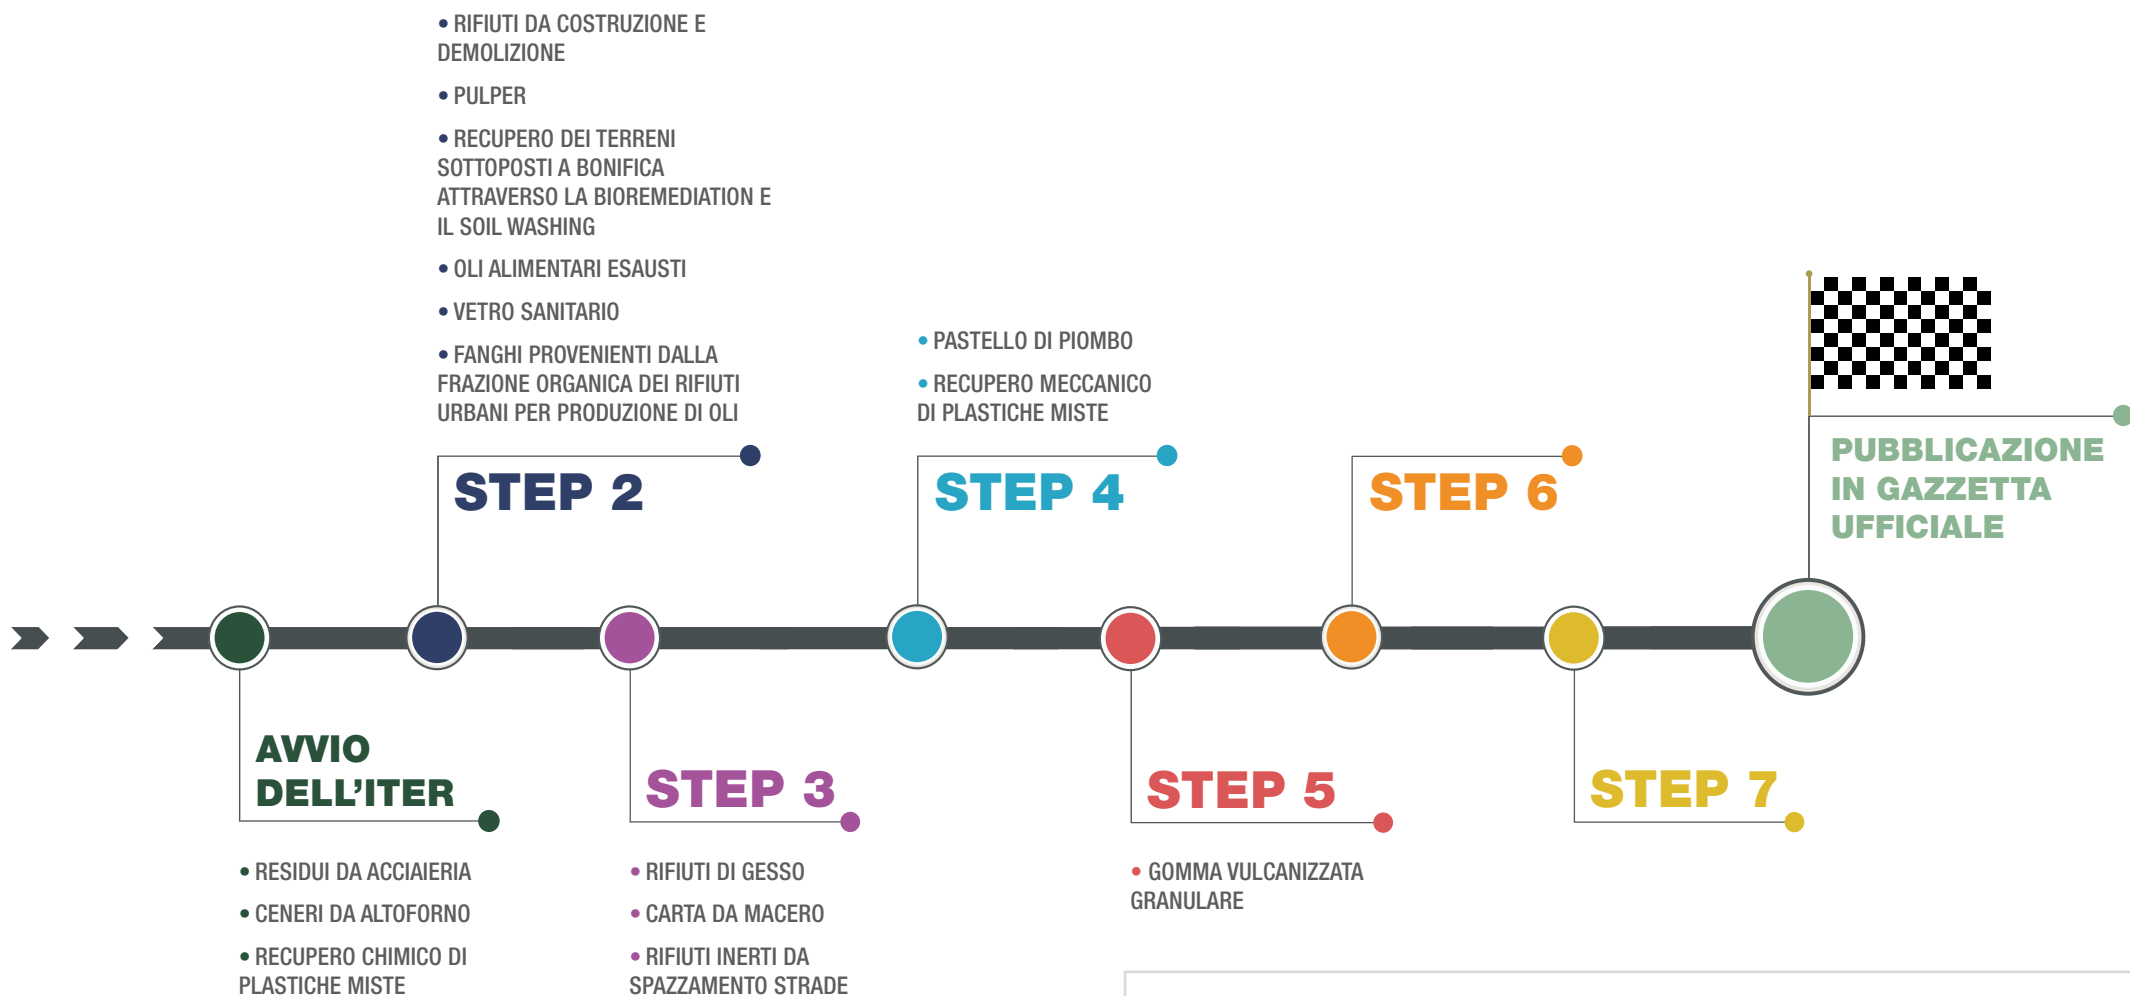 • RIFIUTI DA COSTRUZIONE E
DEMOLIZIONE
• PULPER
• RECUPERO DEI TERRENI
SOTTOPOSTI A BONIFICA
ATTRAVERSO LA BIOREMEDIATION E
IL SOIL WASHING
• OLI ALIMENTARI ESAUSTI
• VETRO SANITARIO
• FANGHI PROVENIENTI DALLA
FRAZIONE ORGANICA DEI RIFIUTI
URBANI PER PRODUZIONE DI OLI
STEP 2
• PASTELLO DI PIOMBO
• RECUPERO MECCANICO
DI PLASTICHE MISTE
STEP 4
STEP 6
PUBBLICAZIONE
IN GAZZETTA
UFFICIALE
AVVIO
DELL'ITER
• RESIDUI DA ACCIAIERIA
• CENERI DA ALTOFORNO
• RECUPERO CHIMICO DI
PLASTICHE MISTE
STEP 3
• RIFIUTI DI GESSO
• CARTA DA MACERO
• RIFIUTI INERTI DA
SPAZZAMENTO STRADE
STEP 5
• GOMMA VULCANIZZATA
GRANULARE
STEP 7